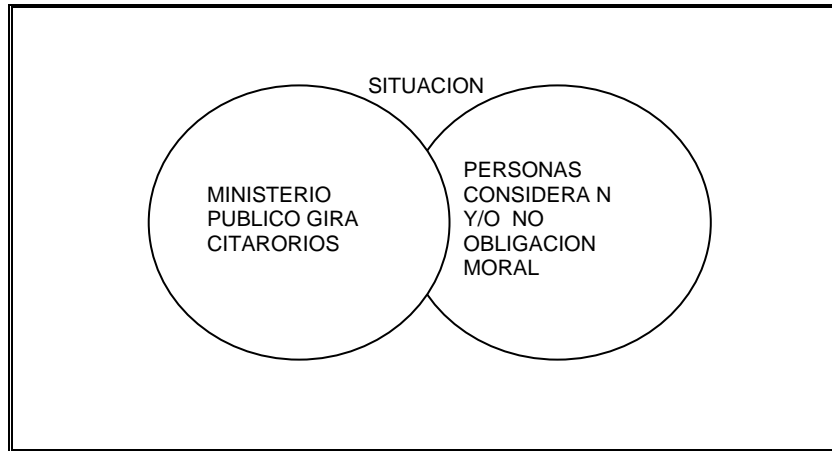 SITUACION
MINISTERIO
PUBLICO GIRA
CITARORIOS
PERSONAS
CONSIDERA N
Y/O  NO
OBLIGACION
MORAL